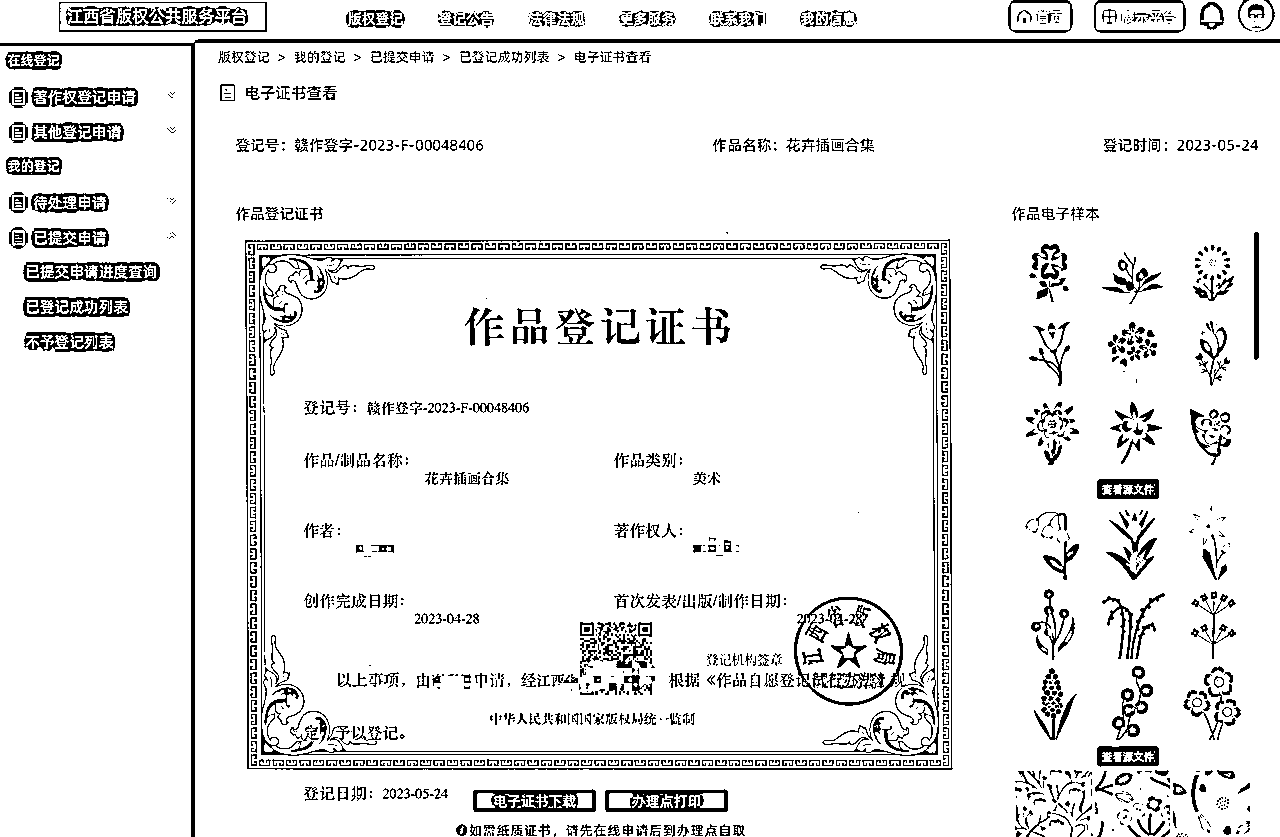 江西省版权公共服务平台
版权登记 登记公告 法律法规 更多服务 联系我们 我的信息 首页 展示平台
在线登记
著作权登记申请
其他登记申请
我的登记
待处理申请
已提交申请
已提交申请进度查询
已登记成功列表
不予登记列表
版权登记 > 我的登记 > 已提交申请 > 已登记成功列表 > 电子证书查看
电子证书查看
登记号：赣作登字-2023-F-00048406 作品名称：花卉插画合集 登记时间：2023-05-24
作品登记证书
作品登记证书
登记号：赣作登字-2023-F-00048406
作品/制品名称： 作品类别：
花卉插画合集 美术
作者： 著作权人：
创作完成日期： 首次发表/出版/制作日期：
2023-04-28
江西省版权局
登记机构签章
以上事项，由 申请，经江西 根据《作品自愿登记试行办法》规
中华人民共和国国家版权局统一监制
定，予以登记。
登记日期：2023-05-24
电子证书下载 办理点打印
如需纸质证书，请先在线申请后到办理点自取
作品电子样本
查看源文件
查看源文件